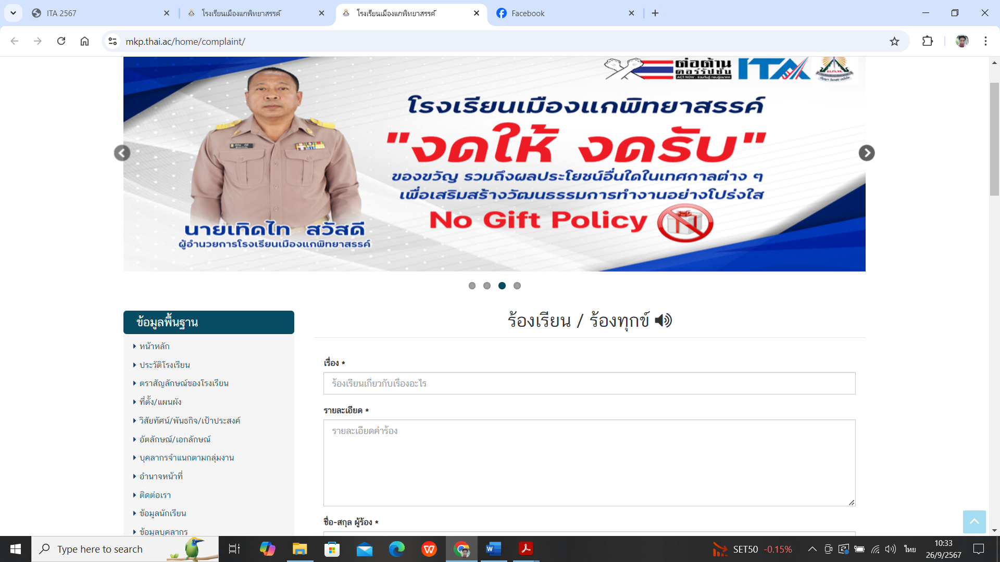 ITA 2567
โรงเรียนเมืองแกพิทยาสรรค์
โรงเรียนเมืองแกพิทยาสรรค์
Facebook
mkp.thai.ac/home/complaint/
ต่อต้าน
คอร์รัปชัน
ITA
โรงเรียนเมืองแกพิทยาสรรค์
"งดให้ งดรับ"
ของขวัญ รวมถึงผลประโยชน์อื่นใดในเทศกาลต่าง ๆ
เพื่อเสริมสร้างวัฒนธรรมการทำงานอย่างโปร่งใส
No Gift Policy
นายเทิดไท สวัสดี
ผู้อำนวยการโรงเรียนเมืองแกพิทยาสรรค์
ข้อมูลพื้นฐาน
หน้าหลัก
ประวัติโรงเรียน
ตราสัญลักษณ์ของโรงเรียน
ที่ตั้ง/แผนผัง
วิสัยทัศน์/พันธกิจ/เป้าประสงค์
อัตลักษณ์/เอกลักษณ์
บุคลากรจำแนกตามกลุ่มงาน
อำนาจหน้าที่
ติดต่อเรา
ข้อมูลนักเรียน
ข้อมูลบุคลากร
ร้องเรียน / ร้องทุกข์
เรื่อง *
ร้องเรียนเกี่ยวกับเรื่องอะไร
รายละเอียด *
รายละเอียดคำร้อง
ชื่อ-สกุล ผู้ร้อง *
Type here to search
SET50 -0.15%
ไทย
10:33
26/9/2567